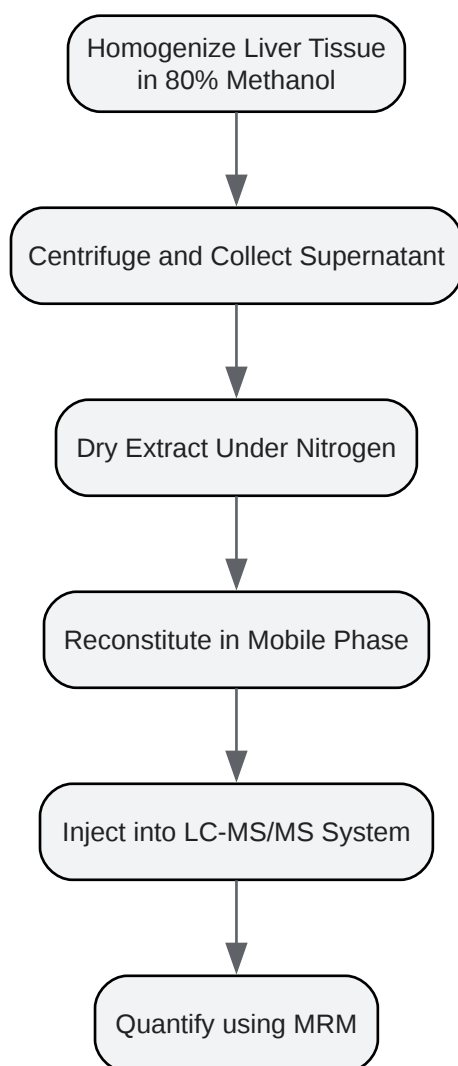 Homogenize Liver Tissue
in 80% Methanol
Centrifuge and Collect Supernatant
Dry Extract Under Nitrogen
Reconstitute in Mobile Phase
Inject into LC-MS/MS System
Quantify using MRM